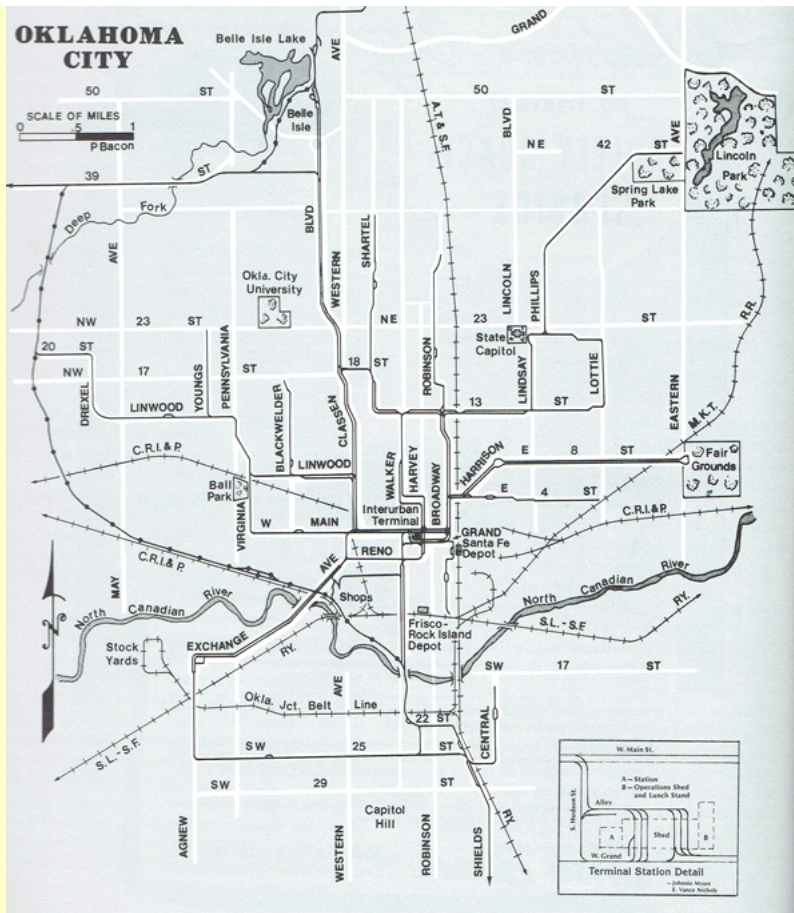 OKLAHOMA
CITY
Belle Isle Lake
AVE
GRAND
50 ST
50 ST
SCALE OF MILES
0 .5 1
P Bacon
Belle
Isle
A.T. & S.F.
BLVD
NE 42 ST
AVE
Lincoln
Park
Spring Lake
Park
39 ST
Deep Fork
AVE
BLVD
WESTERN
SHARTEL
Okla. City
University
LINCOLN
PHILLIPS
R.R.
NW 23 ST
NE 23 ST
State
Capitol
20 ST
NW 17 ST
18 ST
DREXEL
YOUNGS
PENNSYLVANIA
BLACKWELDER
CLASSEN
ROBINSON
LINDSAY
LOTTIE
EASTERN
M.K.T.
LINWOOD
13 ST
C.R.I. & P.
LINWOOD
WALKER
HARVEY
BROADWAY
HARRISON
E 8 ST
Fair
Grounds
Ball
Park
E 4 ST
Interurban
Terminal
VIRGINIA
W MAIN
GRAND
Santa Fe
Depot
C.R.I.&P.
RENO
AVE
C.R.I.& P.
MAY
Shops
North Canadian River
North Canadian River
Frisco-
Rock Island
Depot
S.L.-S.F. RY.
Stock
Yards
EXCHANGE
RY.
SW 17 ST
AVE
Okla. Jct. Belt Line
22 ST
CENTRAL
S.L.-S.F.
SW 25 ST
SW 29 ST
RY.
Capitol
Hill
AGNEW
WESTERN
ROBINSON
SHIELDS
W. Main St.
A— Station
B— Operations Shed
and Lunch Stand
S. Hudson St.
Alley
A
Shed
B
W. Grand
Terminal Station Detail
—Johnnie Myers
E. Vance Nichols
N